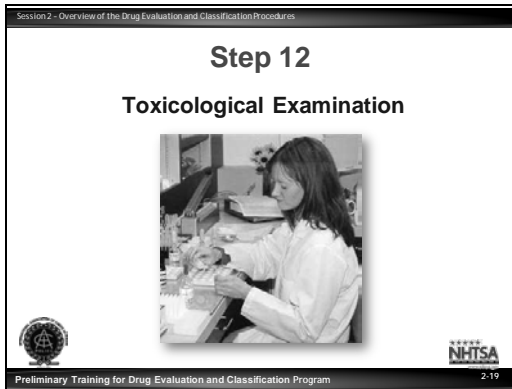 Session 2 - Overview of the Drug Evaluation and Classification Procedures
Step 12
Toxicological Examination
NHTSA
Preliminary Training for Drug Evaluation and Classification Program
2-19